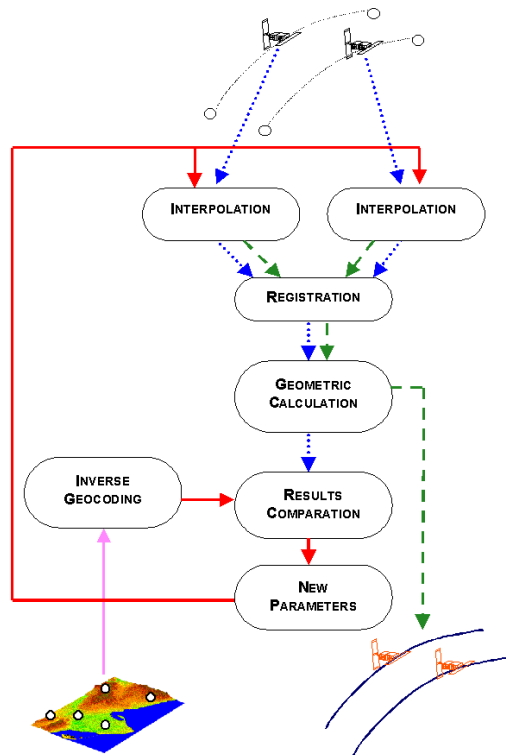 INTERPOLATION
INTERPOLATION
REGISTRATION
GEOMETRIC
CALCULATION
INVERSE
GEOCODING
RESULTS
COMPARATION
NEW
PARAMETERS